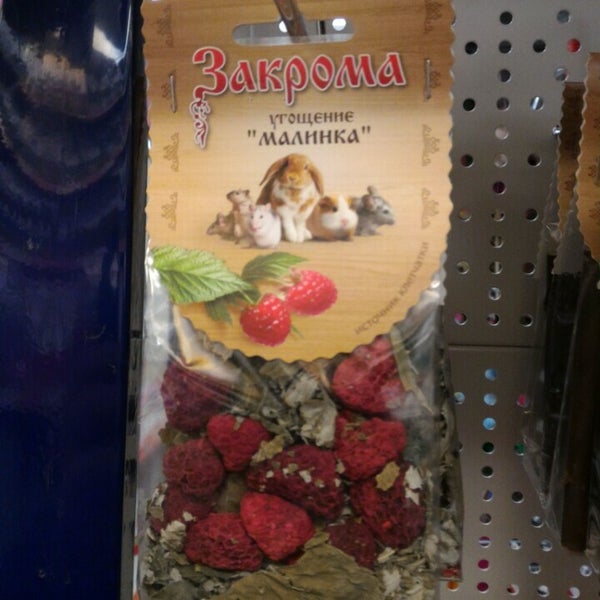 Закрома
угощение
"малинка"
источник клетчатки